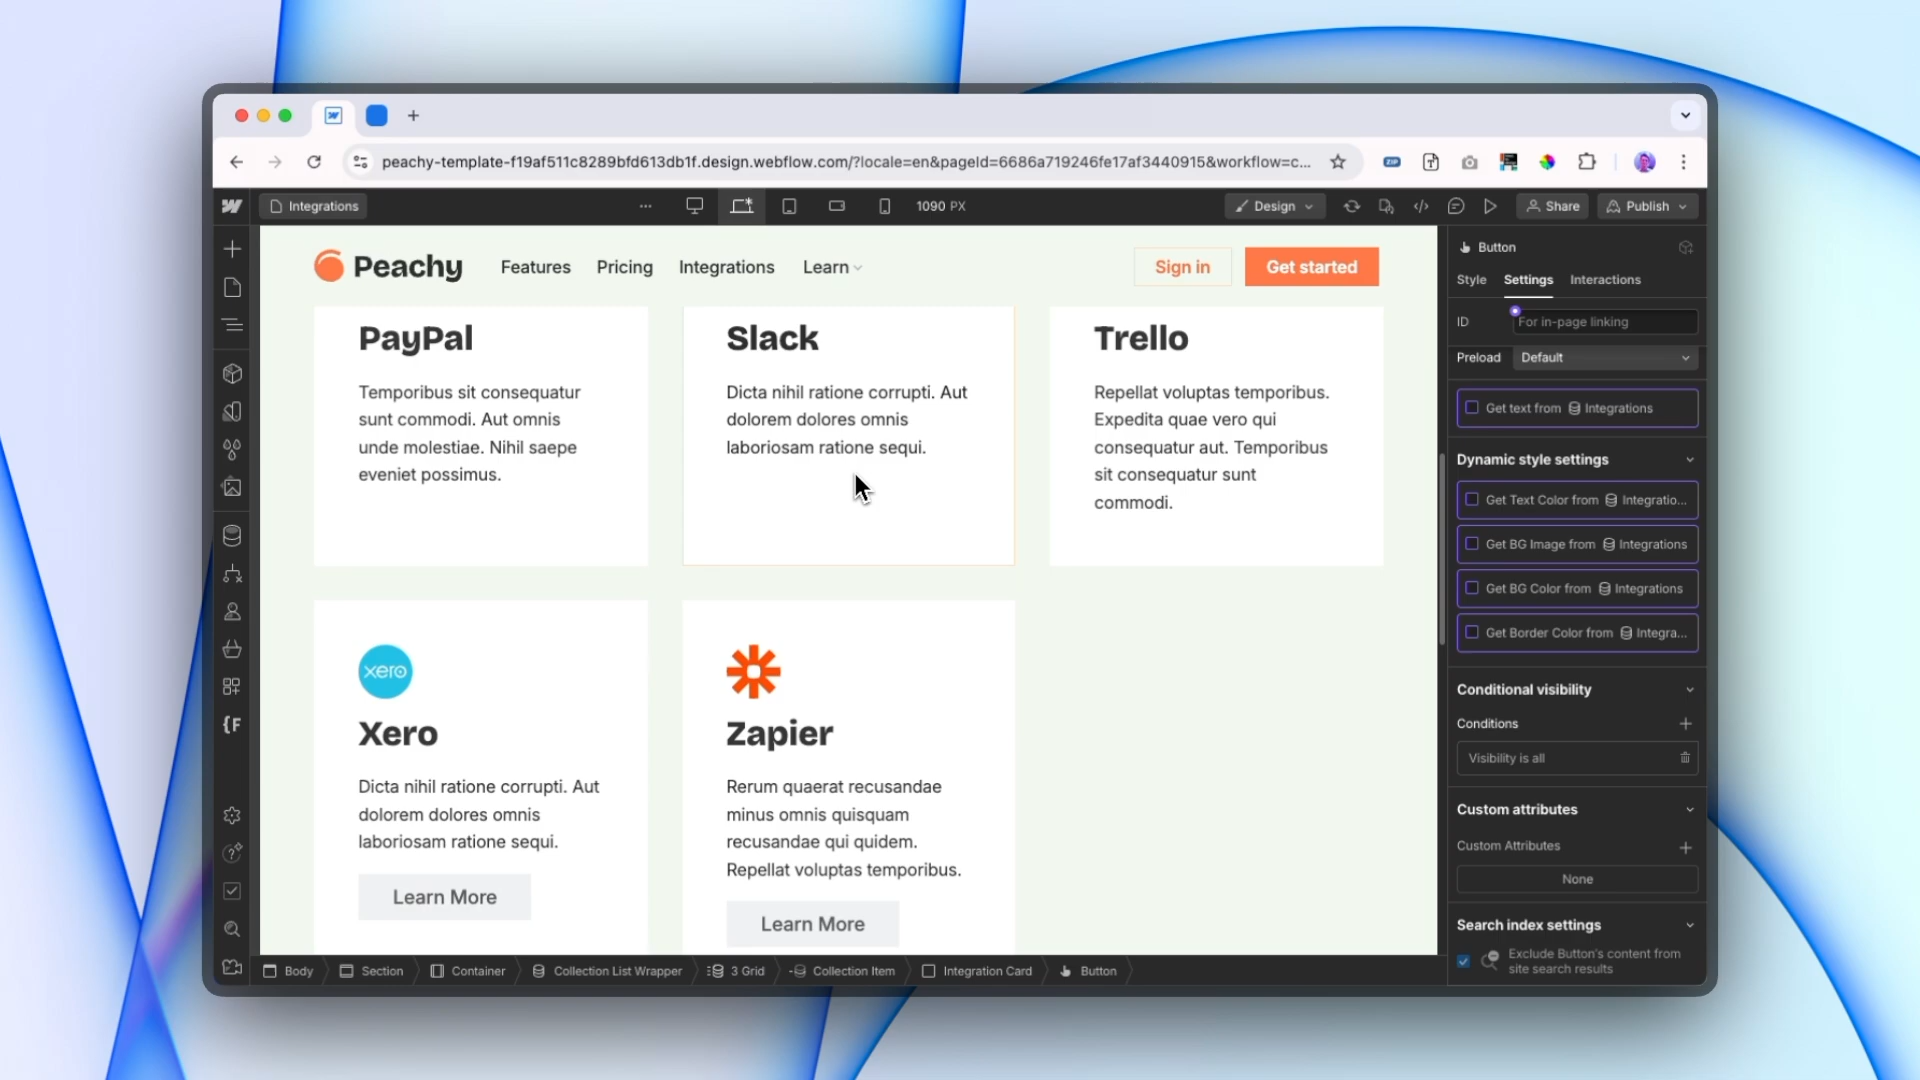 peachy-template-f19af511c8289bfd613db1f.design.webflow.com/?locale=en&pageId=6686a719246fe17af3440915&workflow=c...
ZIP
Integrations
...
1090 PX
Design
Share
Publish
Peachy
Features
Pricing
Integrations
Learn
Sign in
Get started
PayPal
Temporibus sit consequatur
sunt commodi. Aut omnis
unde molestiae. Nihil saepe
eveniet possimus.
Slack
Dicta nihil ratione corrupti. Aut
dolorem dolores omnis
laboriosam ratione sequi.
Trello
Repellat voluptas temporibus.
Expedita quae vero qui
consequatur aut. Temporibus
sit consequatur sunt
commodi.
xero
Xero
Dicta nihil ratione corrupti. Aut
dolorem dolores omnis
laboriosam ratione sequi.
Learn More
Zapier
Rerum quaerat recusandae
minus omnis quisquam
recusandae qui quidem.
Repellat voluptas temporibus.
Learn More
Button
Style
Settings
Interactions
ID
For in-page linking
Preload
Default
Get text from Integrations
Dynamic style settings
Get Text Color from Integratio...
Get BG Image from Integrations
Get BG Color from Integrations
Get Border Color from Integra...
Conditional visibility
Conditions
Visibility is all
Custom attributes
Custom Attributes
None
Search index settings
Exclude Button's content from
site search results
Body
Section
Container
Collection List Wrapper
3 Grid
Collection Item
Integration Card
Button